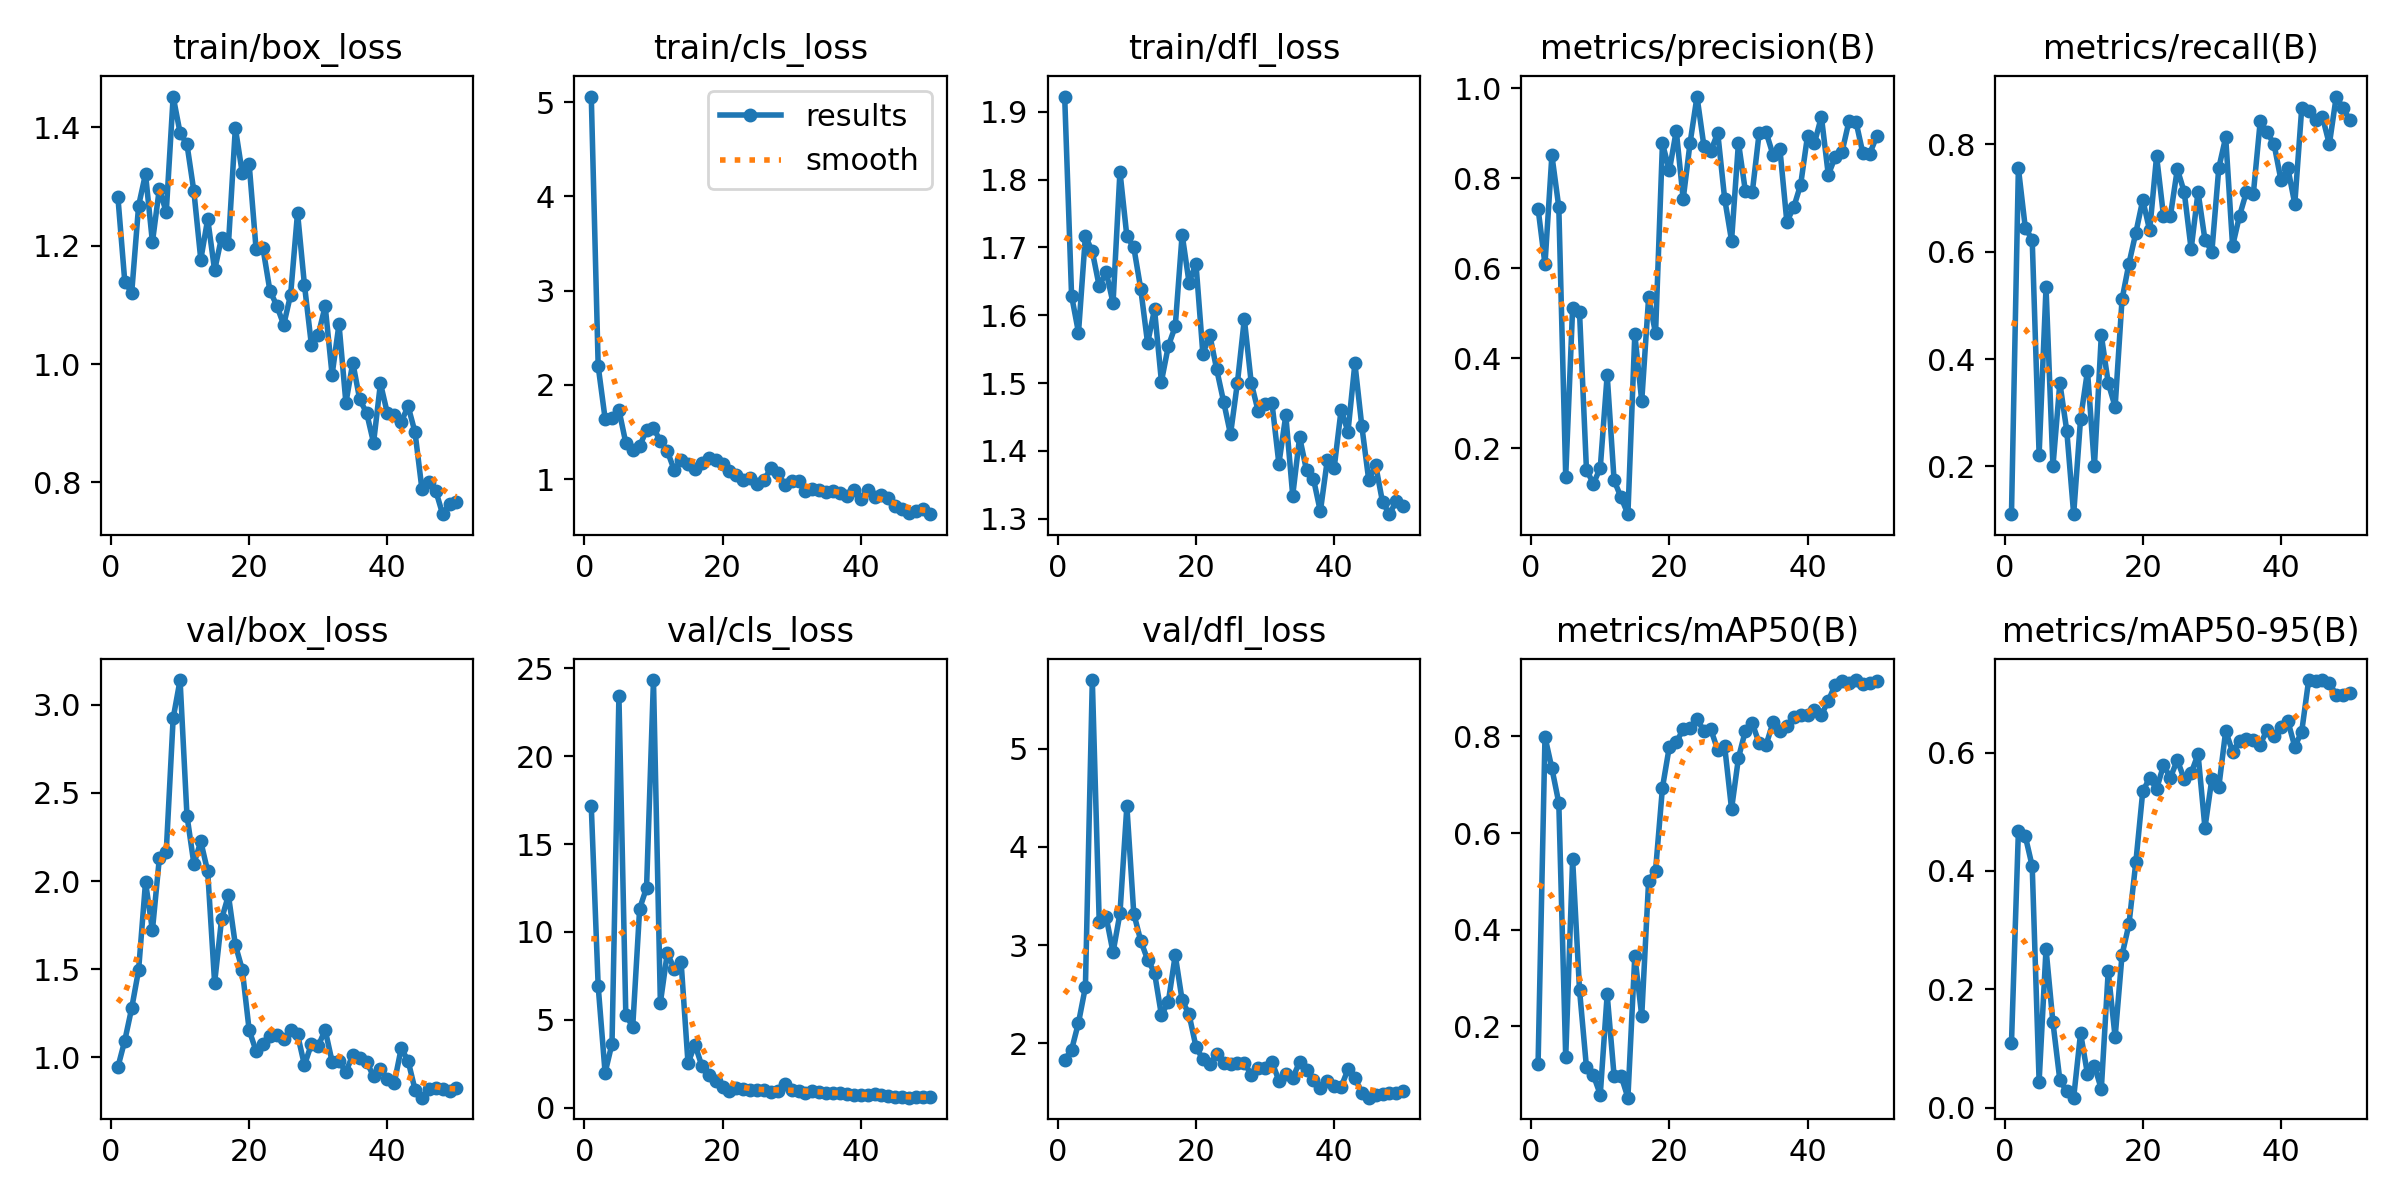 train/box_loss
1.4
1.2
1.0
0.8
0 20 40
train/cls_loss
results
smooth
5
4
3
2
1
0 20 40
train/dfl_loss
1.9
1.8
1.7
1.6
1.5
1.4
1.3
0 20 40
metrics/precision(B)
1.0
0.8
0.6
0.4
0.2
0 20 40
metrics/recall(B)
0.8
0.6
0.4
0.2
0 20 40
val/box_loss
3.0
2.5
2.0
1.5
1.0
0 20 40
val/cls_loss
25
20
15
10
5
0
0 20 40
val/dfl_loss
5
4
3
2
0 20 40
metrics/mAP50(B)
0.8
0.6
0.4
0.2
0 20 40
metrics/mAP50-95(B)
0.6
0.4
0.2
0.0
0 20 40